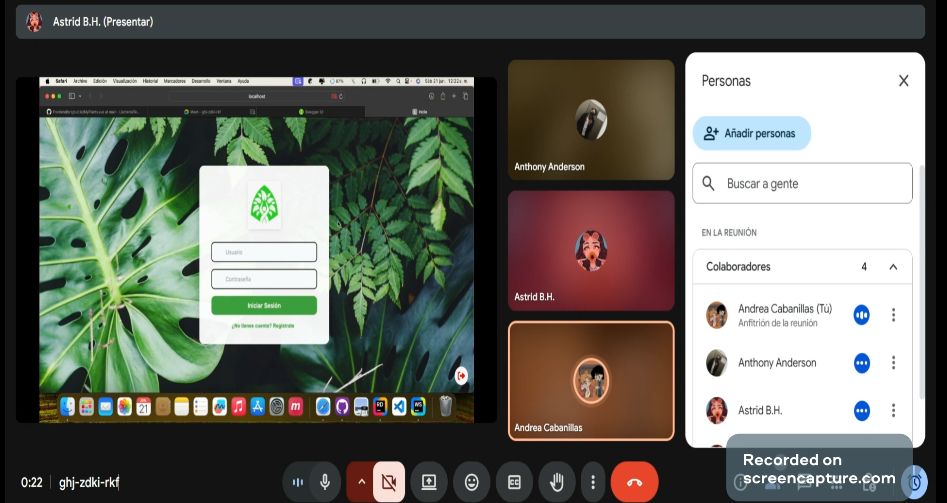 Astrid B.H. (Presentar)
Safari Archivo Edición Visualización Historial Marcadores Desarrollo Ventana Ayuda
localhost
Inicio
Usuario
Contraseña
Iniciar Sesión
¿No tienes cuenta? Regístrate
21
Anthony Anderson
Astrid B.H.
Andrea Cabanillas
Personas
Añadir personas
Buscar a gente
EN LA REUNIÓN
Colaboradores 4
Andrea Cabanillas (Tú)
Anfitrión de la reunión
Anthony Anderson
Astrid B.H.
0:22 ghj-zdki-rkf
Recorded on
screencapture.com